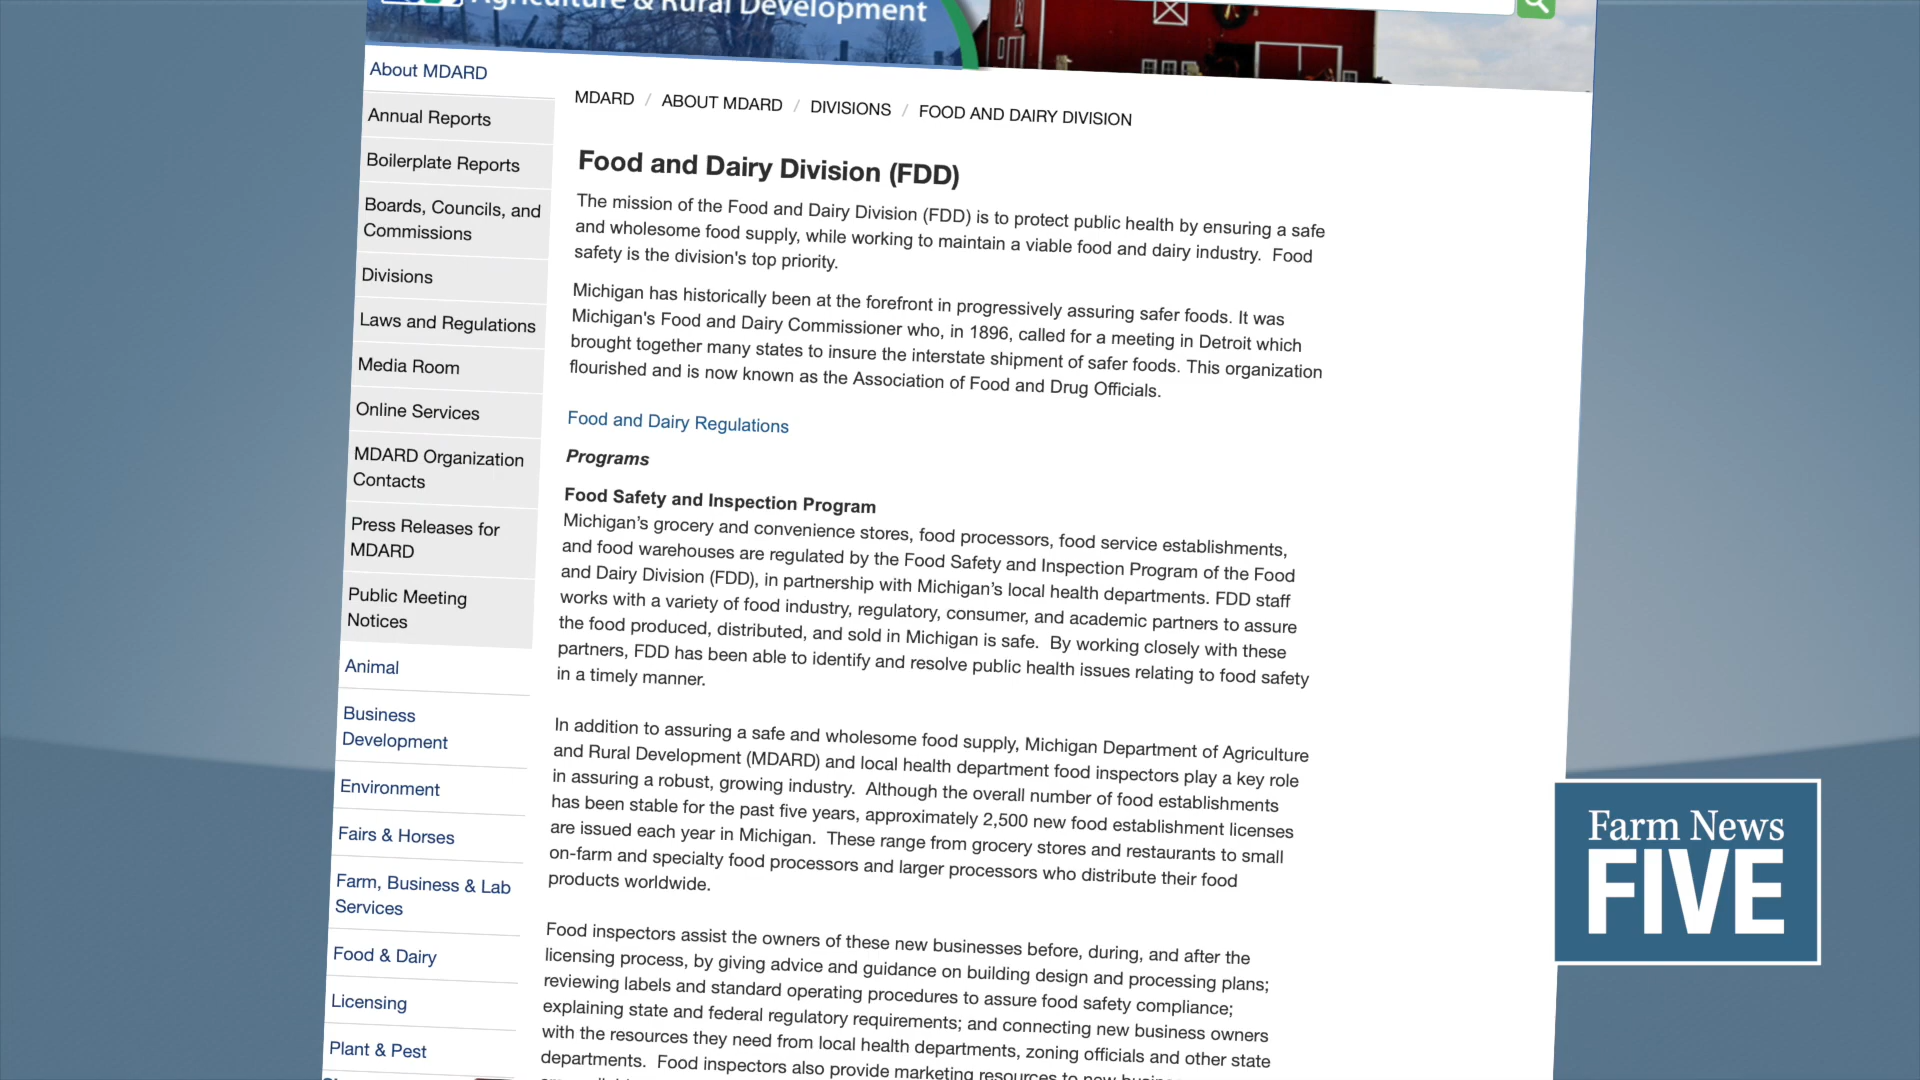 Agriculture & Rural Development
About MDARD
Annual Reports
Boilerplate Reports
Boards, Councils, and
Commissions
Divisions
Laws and Regulations
Media Room
Online Services
MDARD Organization
Contacts
Press Releases for
MDARD
Public Meeting
Notices
Animal
Business
Development
Environment
Fairs & Horses
Farm, Business & Lab
Services
Food & Dairy
Licensing
Plant & Pest
MDARD / ABOUT MDARD / DIVISIONS / FOOD AND DAIRY DIVISION
Food and Dairy Division (FDD)
The mission of the Food and Dairy Division (FDD) is to protect public health by ensuring a safe
and wholesome food supply, while working to maintain a viable food and dairy industry. Food
safety is the division's top priority.
Michigan has historically been at the forefront in progressively assuring safer foods. It was
Michigan's Food and Dairy Commissioner who, in 1896, called for a meeting in Detroit which
brought together many states to insure the interstate shipment of safer foods. This organization
flourished and is now known as the Association of Food and Drug Officials.
Food and Dairy Regulations
Programs
Food Safety and Inspection Program
Michigan’s grocery and convenience stores, food processors, food service establishments,
and food warehouses are regulated by the Food Safety and Inspection Program of the Food
and Dairy Division (FDD), in partnership with Michigan’s local health departments. FDD staff
works with a variety of food industry, regulatory, consumer, and academic partners to assure
the food produced, distributed, and sold in Michigan is safe. By working closely with these
partners, FDD has been able to identify and resolve public health issues relating to food safety
in a timely manner.
In addition to assuring a safe and wholesome food supply, Michigan Department of Agriculture
and Rural Development (MDARD) and local health department food inspectors play a key role
in assuring a robust, growing industry. Although the overall number of food establishments
has been stable for the past five years, approximately 2,500 new food establishment licenses
are issued each year in Michigan. These range from grocery stores and restaurants to small
on-farm and specialty food processors and larger processors who distribute their food
products worldwide.
Food inspectors assist the owners of these new businesses before, during, and after the
licensing process, by giving advice and guidance on building design and processing plans;
reviewing labels and standard operating procedures to assure food safety compliance;
explaining state and federal regulatory requirements; and connecting new business owners
with the resources they need from local health departments, zoning officials and other state
departments. Food inspectors also provide marketing resources to new
Farm News
FIVE